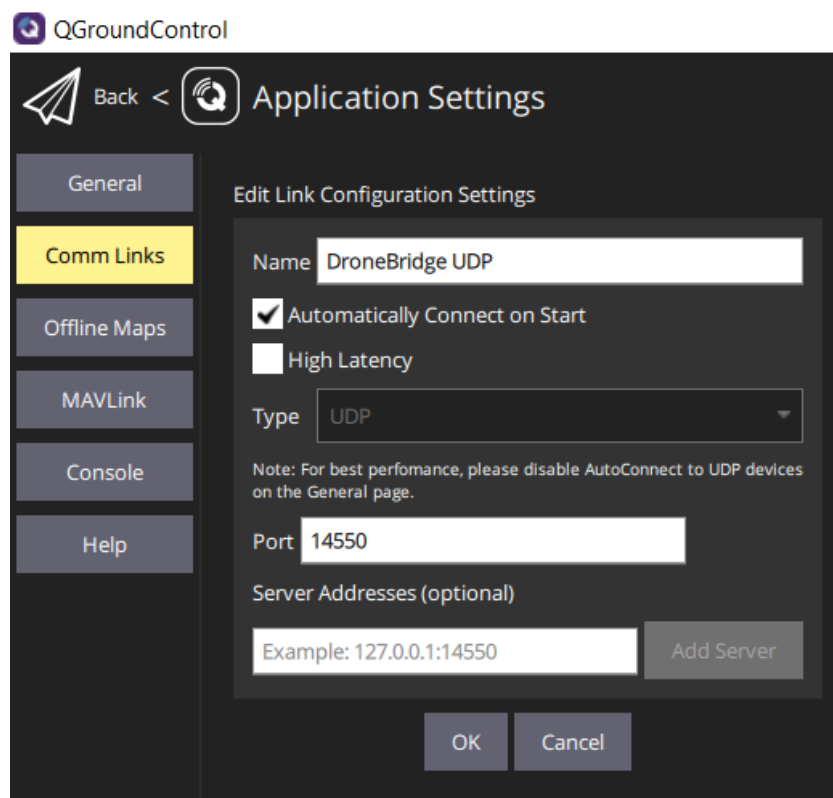 QGroundControl
Back < Application Settings
General
Comm Links
Offline Maps
MAVLink
Console
Help
Edit Link Configuration Settings
Name DroneBridge UDP
Automatically Connect on Start
High Latency
Type UDP
Note: For best perfomance, please disable AutoConnect to UDP devices
on the General page.
Port 14550
Server Addresses (optional)
Example: 127.0.0.1:14550 Add Server
OK Cancel